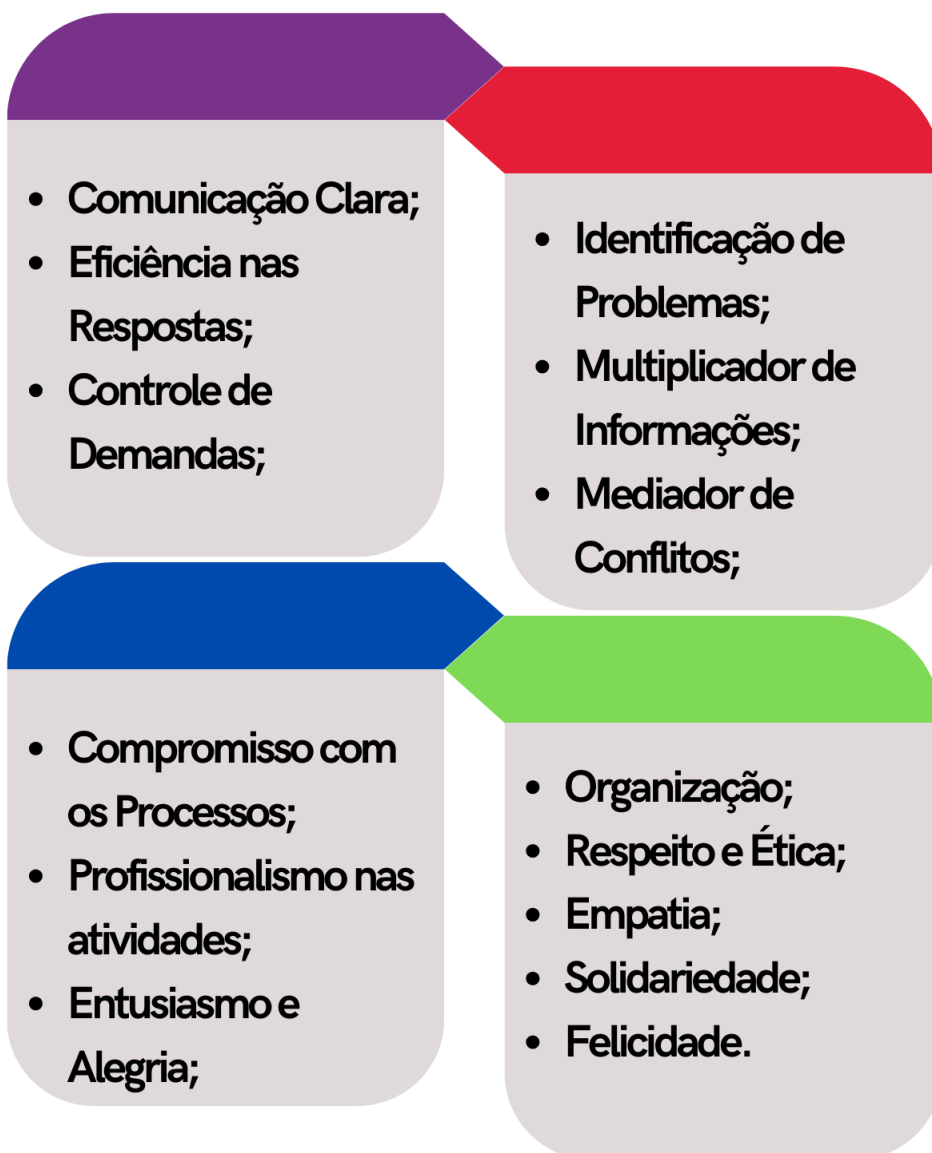 • Comunicação Clara;
• Eficiência nas
Respostas;
• Controle de
Demandas;
• Identificação de
Problemas;
• Multiplicador de
Informações;
• Mediador de
Conflitos;
• Compromisso com
os Processos;
• Profissionalismo nas
atividades;
• Entusiasmo e
Alegria;
• Organização;
• Respeito e Ética;
• Empatia;
• Solidariedade;
• Felicidade.